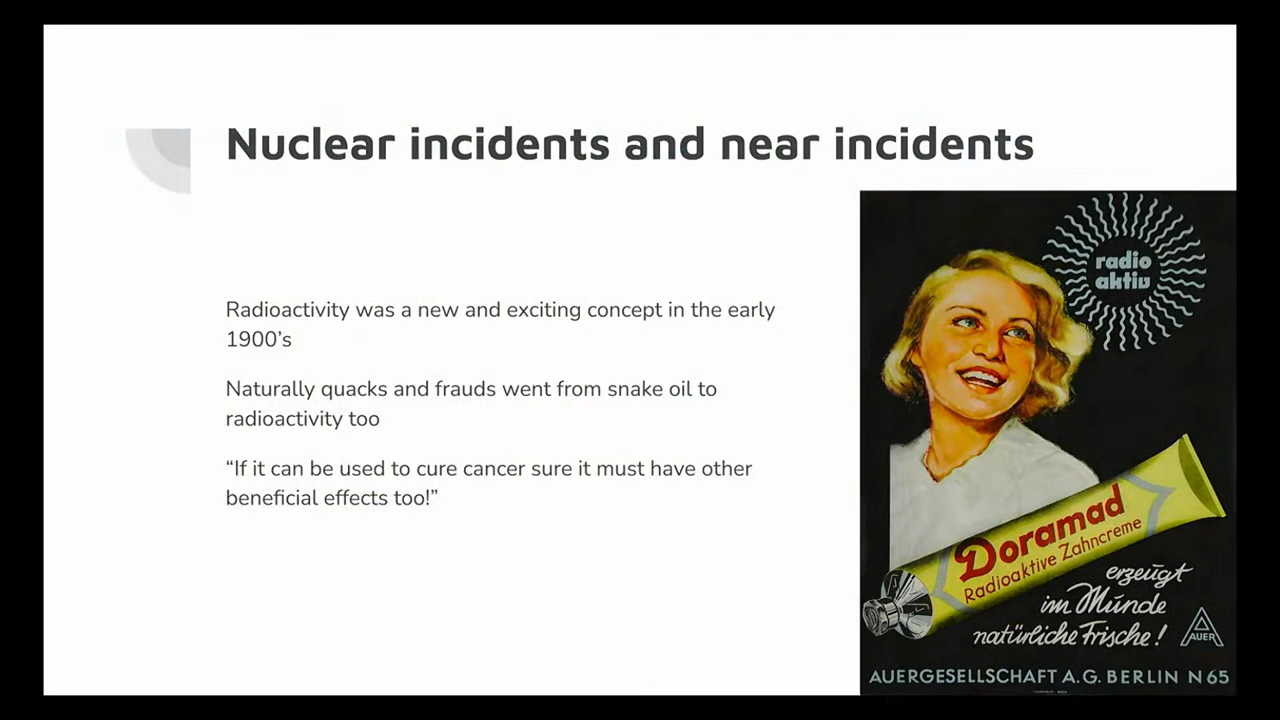 Nuclear incidents and near incidents
Radioactivity was a new and exciting concept in the early
1900's
Naturally quacks and frauds went from snake oil to
radioactivity too
“If it can be used to cure cancer sure it must have other
beneficial effects too!”
radio
aktiv
Doramad
Radioaktive Zahncreme
erzeugt
im Munde
natürliche Frische!
AUER
AUERGESELLSCHAFT A.G. BERLIN N 65